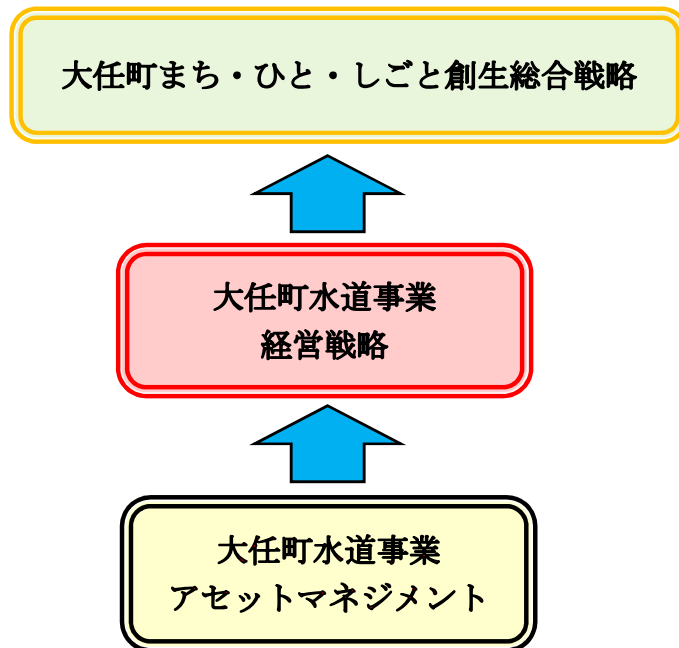 大任町まち・ひと・しごと創生総合戦略
大任町水道事業
経営戦略
大任町水道事業
アセットマネジメント